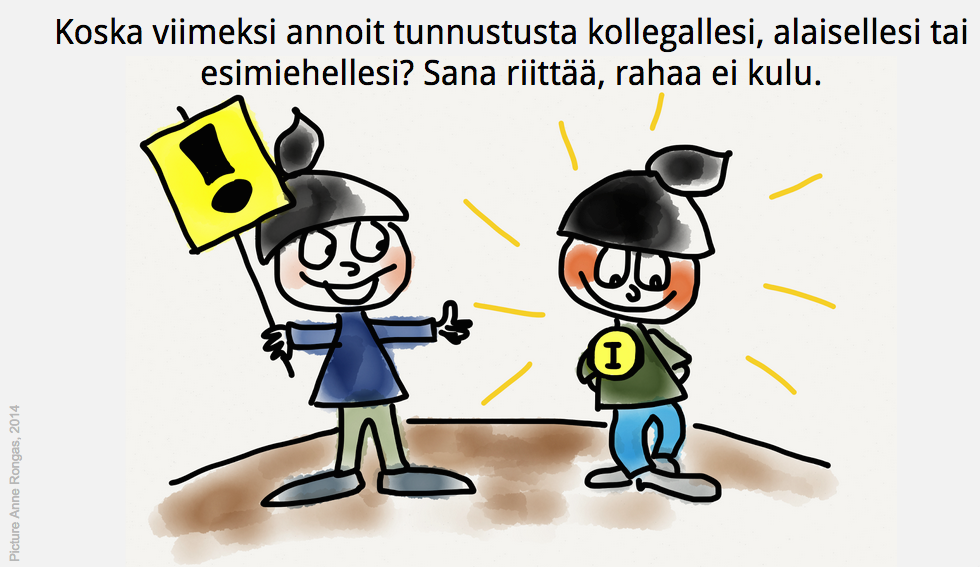 Koska viimeksi annoit tunnustusta kollegallesi, alaisellesi tai
esimiehellesi? Sana riittää, rahaa ei kulu.
!
I
Picture Anne Rongas, 2014